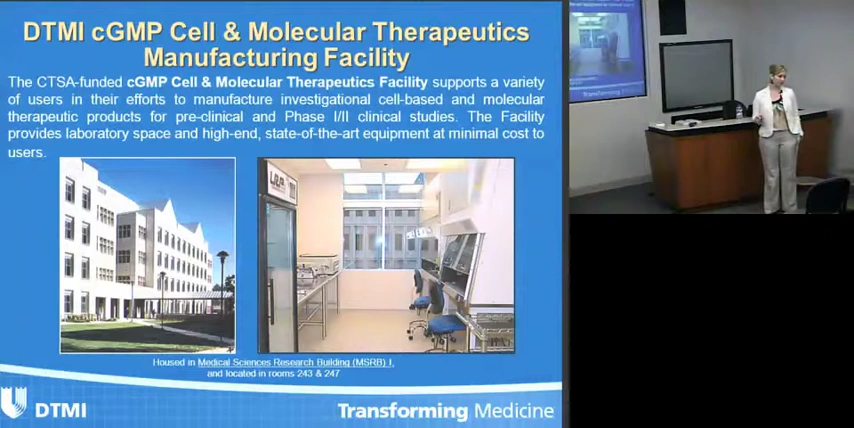 DTMI cGMP Cell & Molecular Therapeutics
Manufacturing Facility
The CTSA-funded cGMP Cell & Molecular Therapeutics Facility supports a variety
of users in their efforts to manufacture investigational cell-based and molecular
therapeutic products for pre-clinical and Phase I/II clinical studies. The Facility
provides laboratory space and high-end, state-of-the-art equipment at minimal cost to
users.
Housed in Medical Sciences Research Building (MSRB) I,
and located in rooms 243 & 247
DTMI
Transforming Medicine